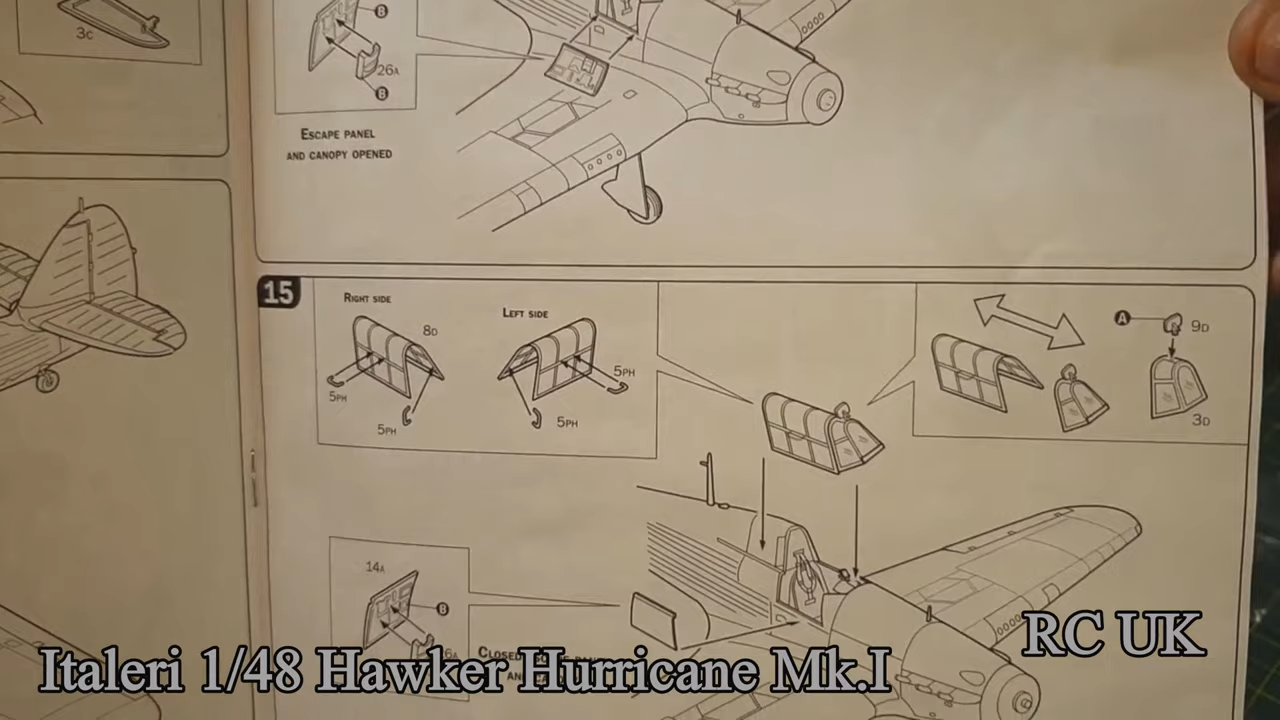 3C
B
26A
B
ESCAPE PANEL
AND CANOPY OPENED
15
RIGHT SIDE
8D
5PH
5PH
LEFT SIDE
5PH
5PH
A
9D
3D
14A
B
RC UK
Italeri 1/48 Hawker Hurricane Mk.I